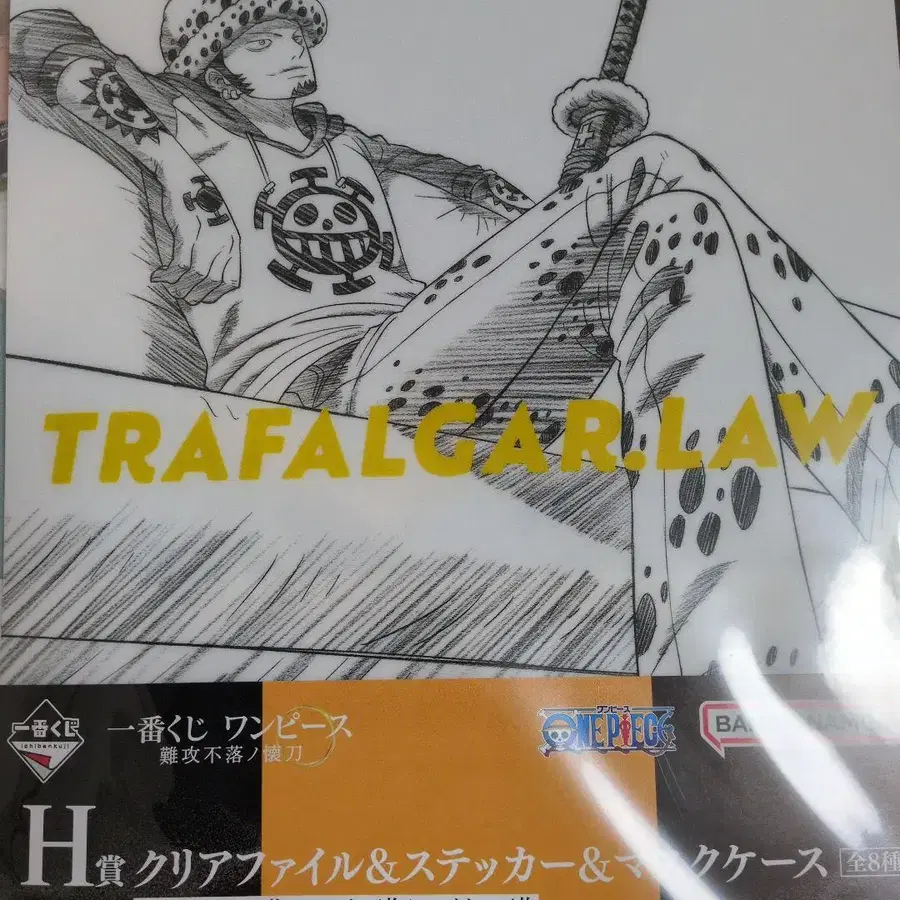 TRAFALGAR.LAW
一番くじ
ichibankuji
一番くじ ワンピース
難攻不落ノ懐刀
ワンピース
ONE PIECE
H賞 クリアファイル&ステッカー&マスクケース 全8種